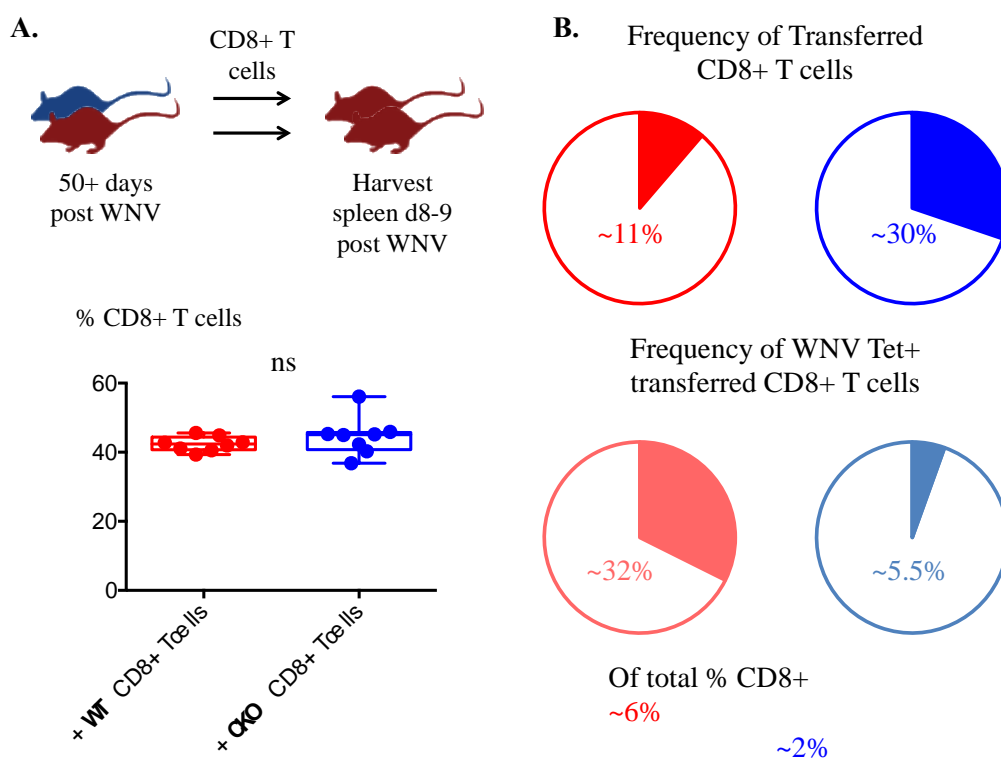 A.
CD8+ T
cells
50+ days
post WNV
Harvest
spleen d8-9
post WNV
% CD8+ T cells
ns
60
40
20
0
+ WT CD8+ Tcells
+ CKO CD8+ Tcells
B.
Frequency of Transferred
CD8+ T cells
~11%
~30%
Frequency of WNV Tet+
transferred CD8+ T cells
~32%
~5.5%
Of total % CD8+
~6%
~2%